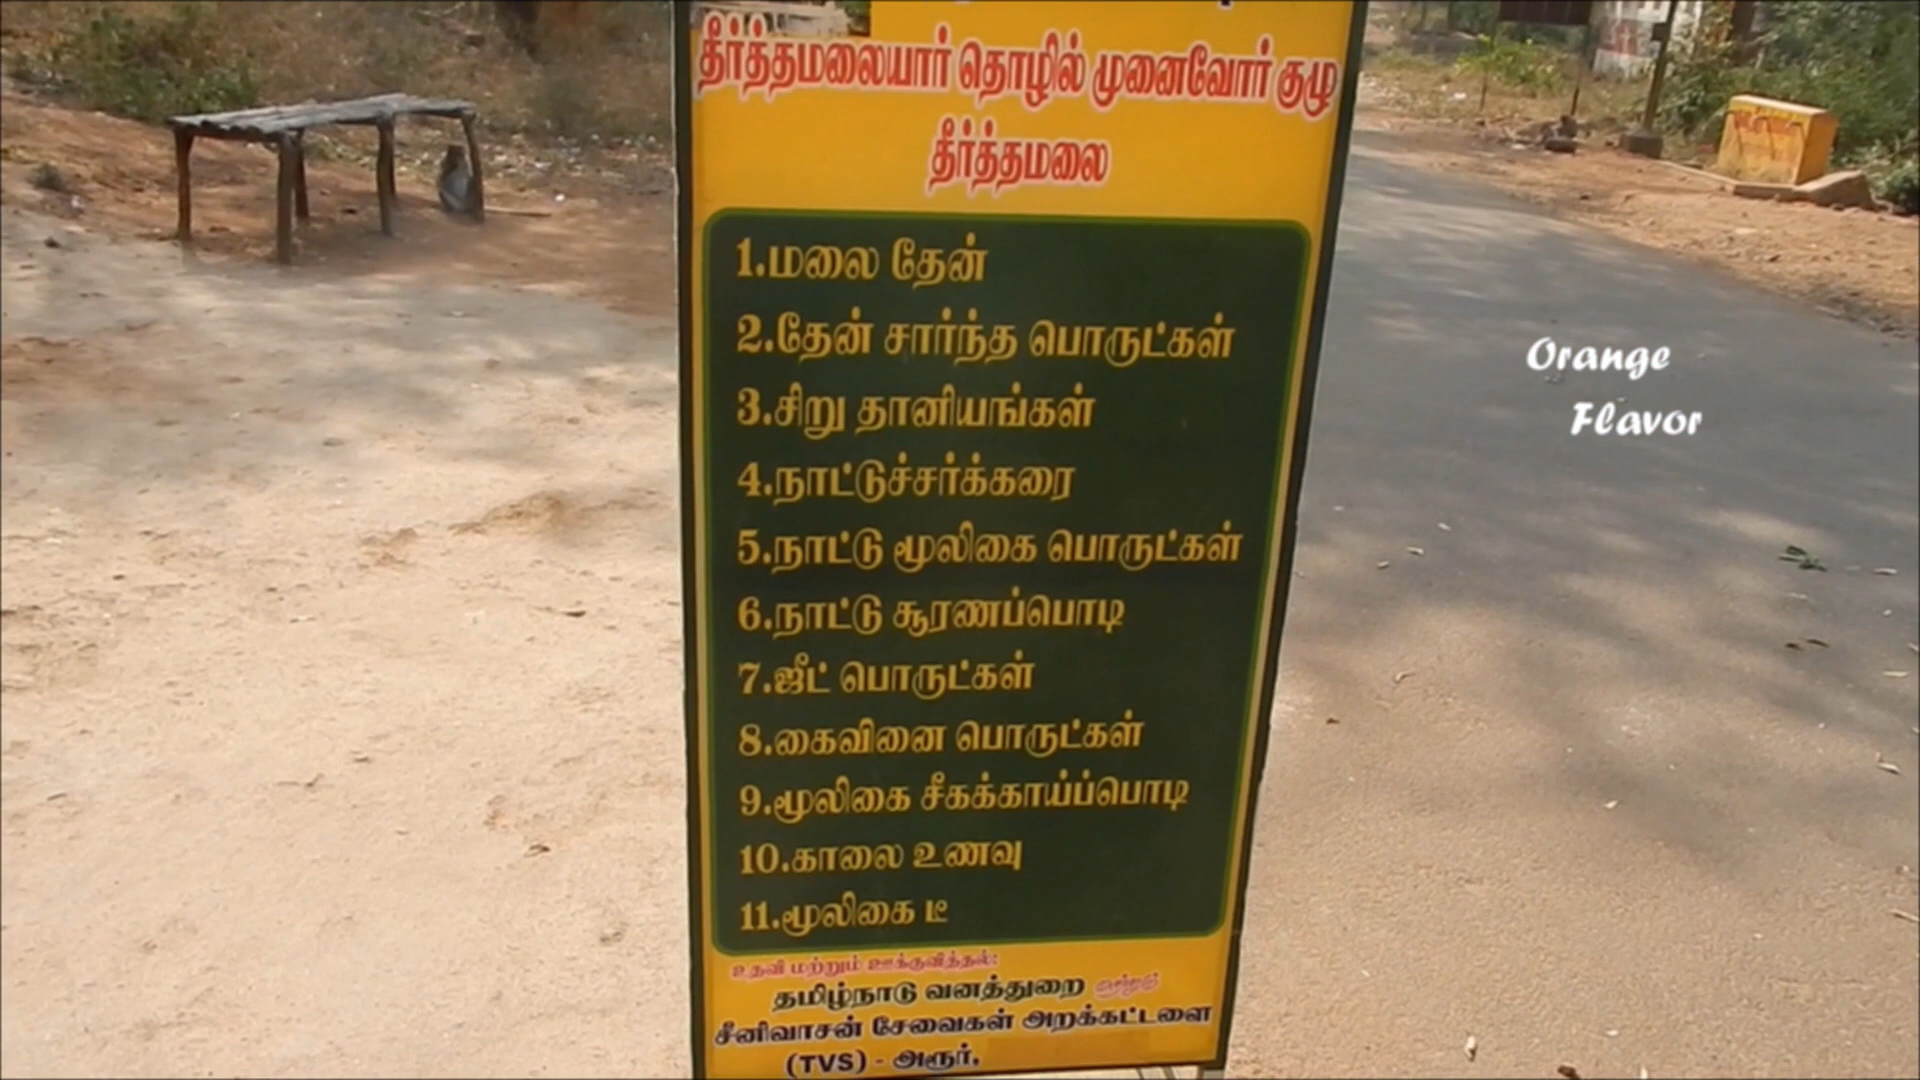 தீர்த்தமலையார் தொழில் முனைவோர் குழு
தீர்த்தமலை
1.மலை தேன்
2.தேன் சார்ந்த பொருட்கள்
3.சிறு தானியங்கள்
4.நாட்டுச்சர்க்கரை
5.நாட்டு மூலிகை பொருட்கள்
6.நாட்டு சூரணப்பொடி
7.ஜீட் பொருட்கள்
8.கைவினை பொருட்கள்
9.மூலிகை சீகக்காய்ப்பொடி
10.காலை உணவு
11.மூலிகை டீ
உதவி மற்றும் ஊக்குவித்தல்:
தமிழ்நாடு வனத்துறை மற்றும்
சீனிவாசன் சேவைகள் அறக்கட்டளை
(TVS) - அரூர்.
Orange
Flavor